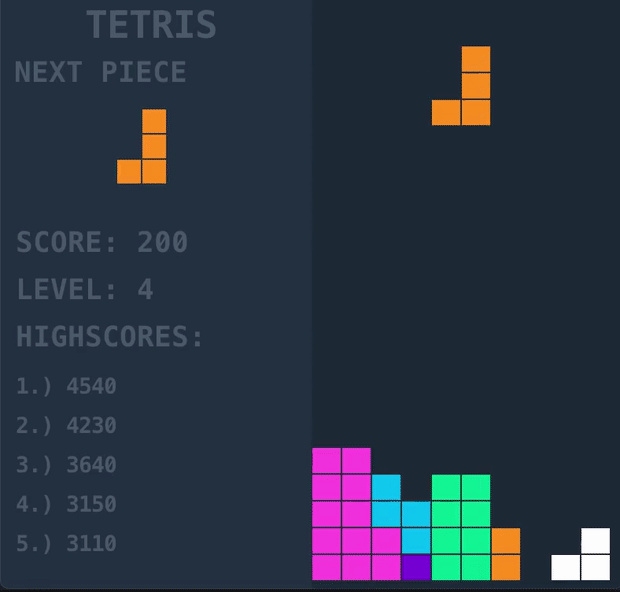 TETRIS
NEXT PIECE
SCORE: 200
LEVEL: 4
HIGHSCORES:
1.) 4540
2.) 4230
3.) 3640
4.) 3150
5.) 3110